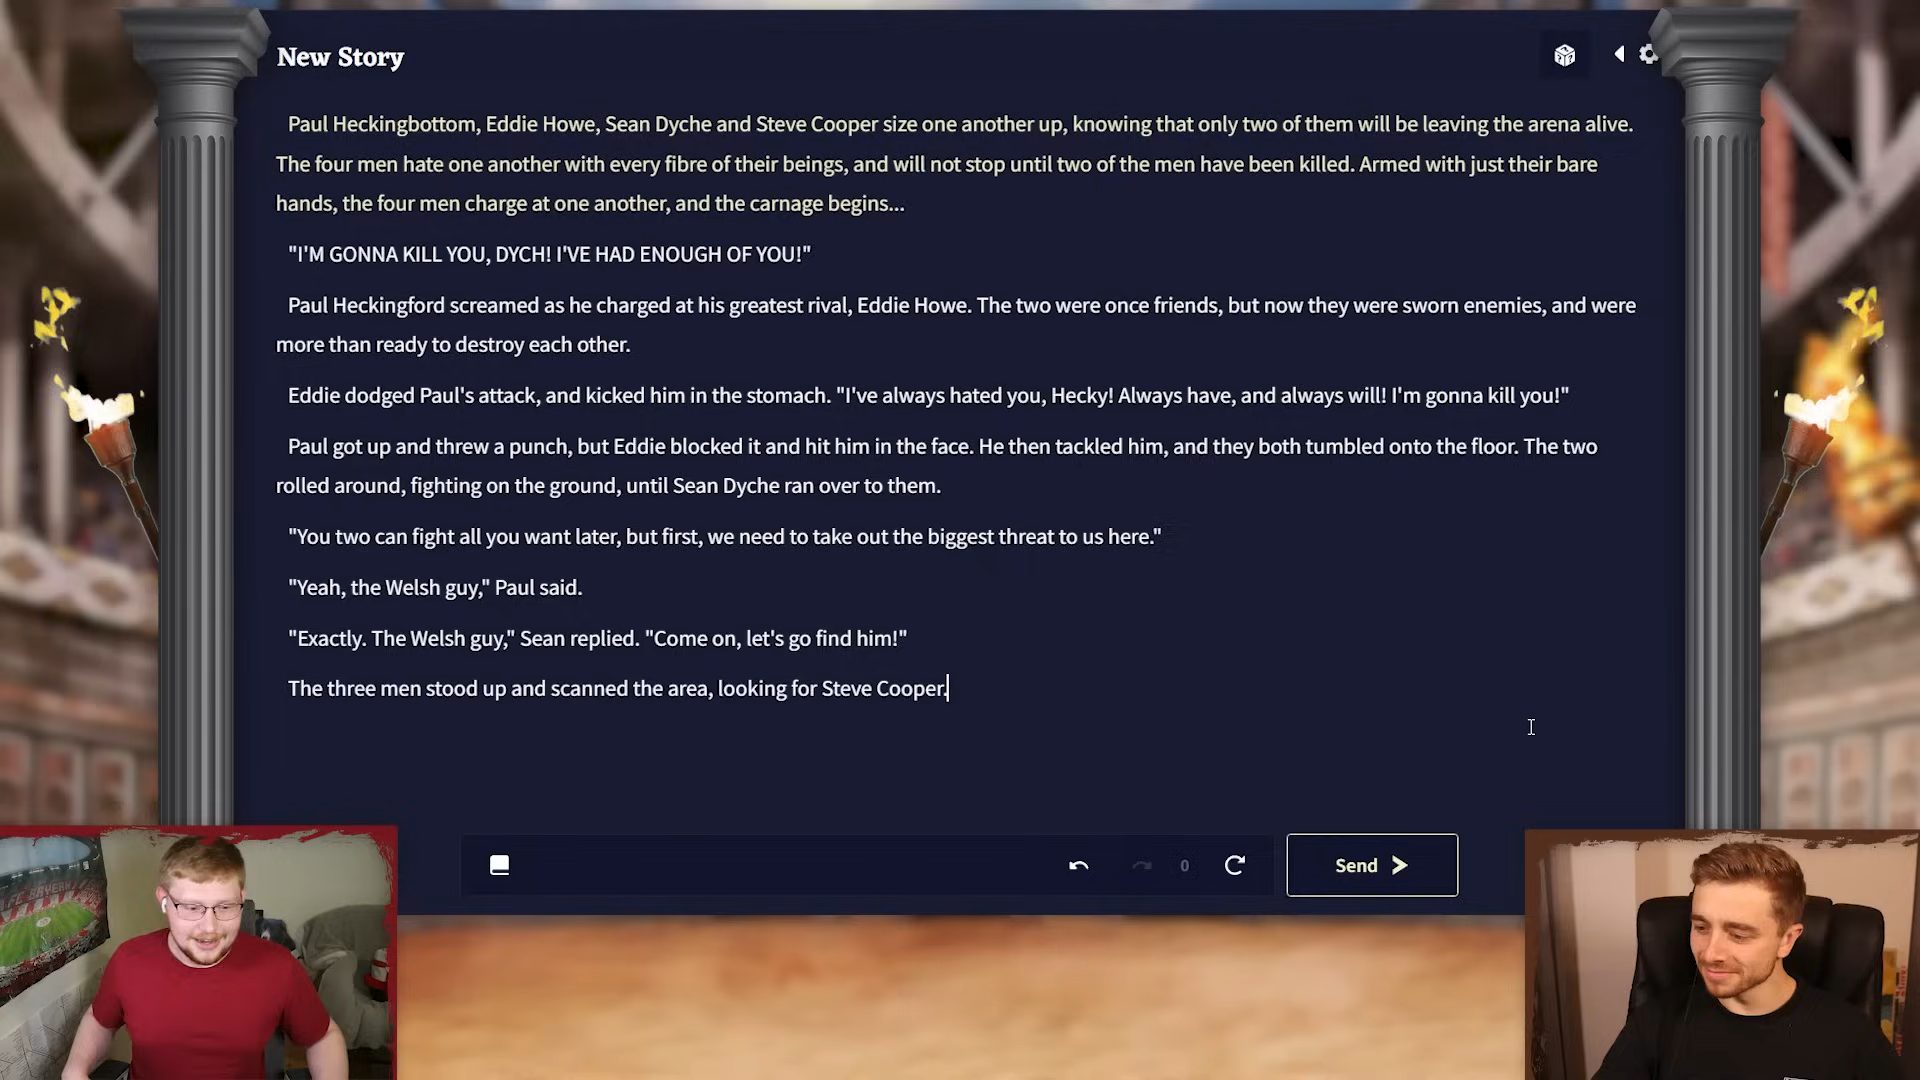 New Story
Paul Heckingbottom, Eddie Howe, Sean Dyche and Steve Cooper size one another up, knowing that only two of them will be leaving the arena alive.
The four men hate one another with every fibre of their beings, and will not stop until two of the men have been killed. Armed with just their bare
hands, the four men charge at one another, and the carnage begins...
"I'M GONNA KILL YOU, DYCH! I'VE HAD ENOUGH OF YOU!"
Paul Heckingford screamed as he charged at his greatest rival, Eddie Howe. The two were once friends, but now they were sworn enemies, and were
more than ready to destroy each other.
Eddie dodged Paul's attack, and kicked him in the stomach. "I've always hated you, Hecky! Always have, and always will! I'm gonna kill you!"
Paul got up and threw a punch, but Eddie blocked it and hit him in the face. He then tackled him, and they both tumbled onto the floor. The two
rolled around, fighting on the ground, until Sean Dyche ran over to them.
"You two can fight all you want later, but first, we need to take out the biggest threat to us here."
"Yeah, the Welsh guy," Paul said.
"Exactly. The Welsh guy," Sean replied. "Come on, let's go find him!"
The three men stood up and scanned the area, looking for Steve Cooper.
0
Send